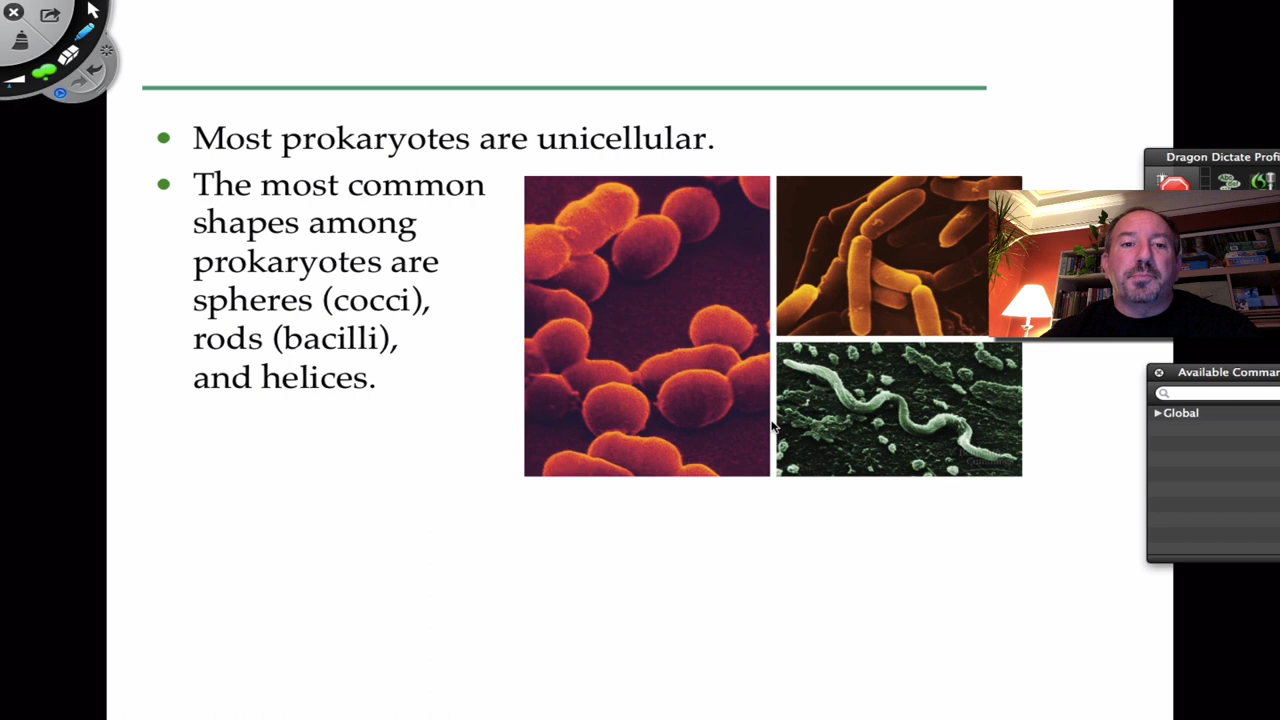 Most prokaryotes are unicellular.
The most common
shapes among
prokaryotes are
spheres (cocci),
rods (bacilli),
and helices.
Dragon Dictate Profi
Available Comman
Global